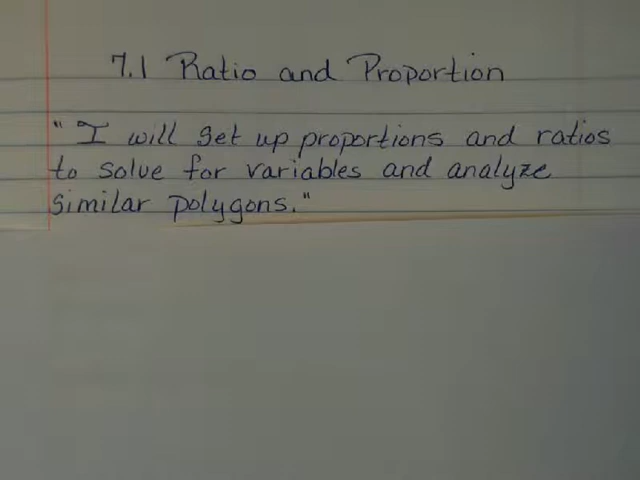 7.1 Ratio and Proportion
"I will set up proportions and ratios
to solve for variables and analyze
similar polygons."